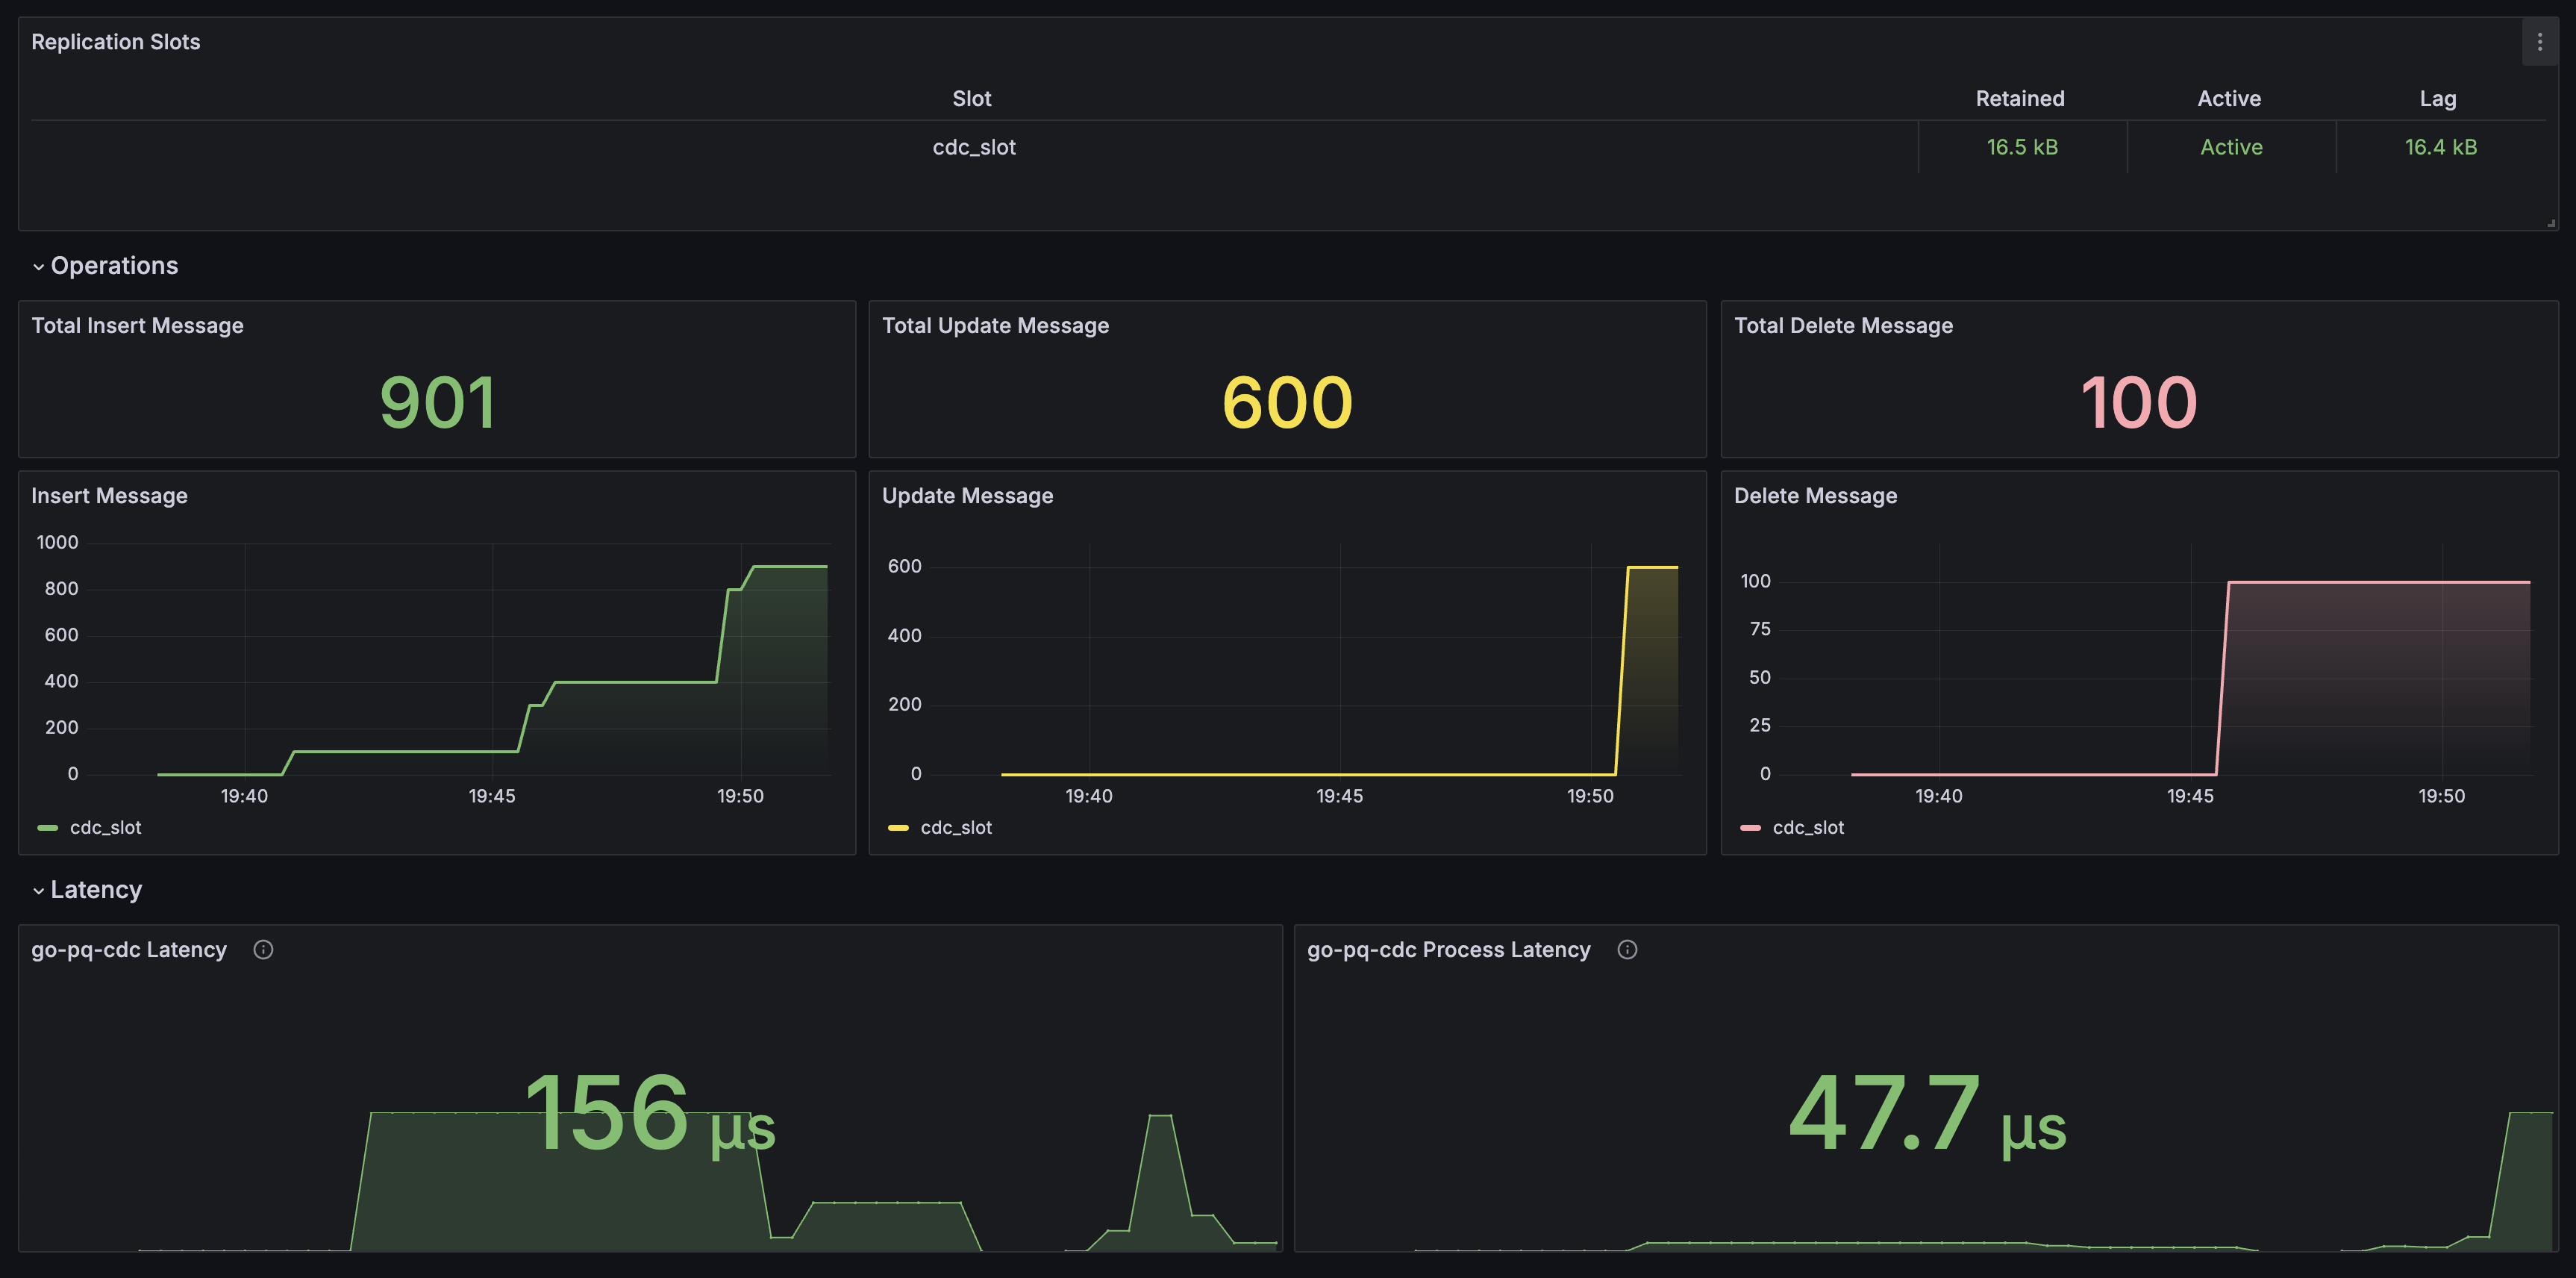 Replication Slots
Slot Retained Active Lag
cdc_slot 16.5 kB Active 16.4 kB
Operations
Total Insert Message
901
Total Update Message
600
Total Delete Message
100
Insert Message
1000
800
600
400
200
0
19:40 19:45 19:50
cdc_slot
Update Message
600
400
200
0
19:40 19:45 19:50
cdc_slot
Delete Message
100
75
50
25
0
19:40 19:45 19:50
cdc_slot
Latency
go-pq-cdc Latency
156 µs
go-pq-cdc Process Latency
47.7 µs